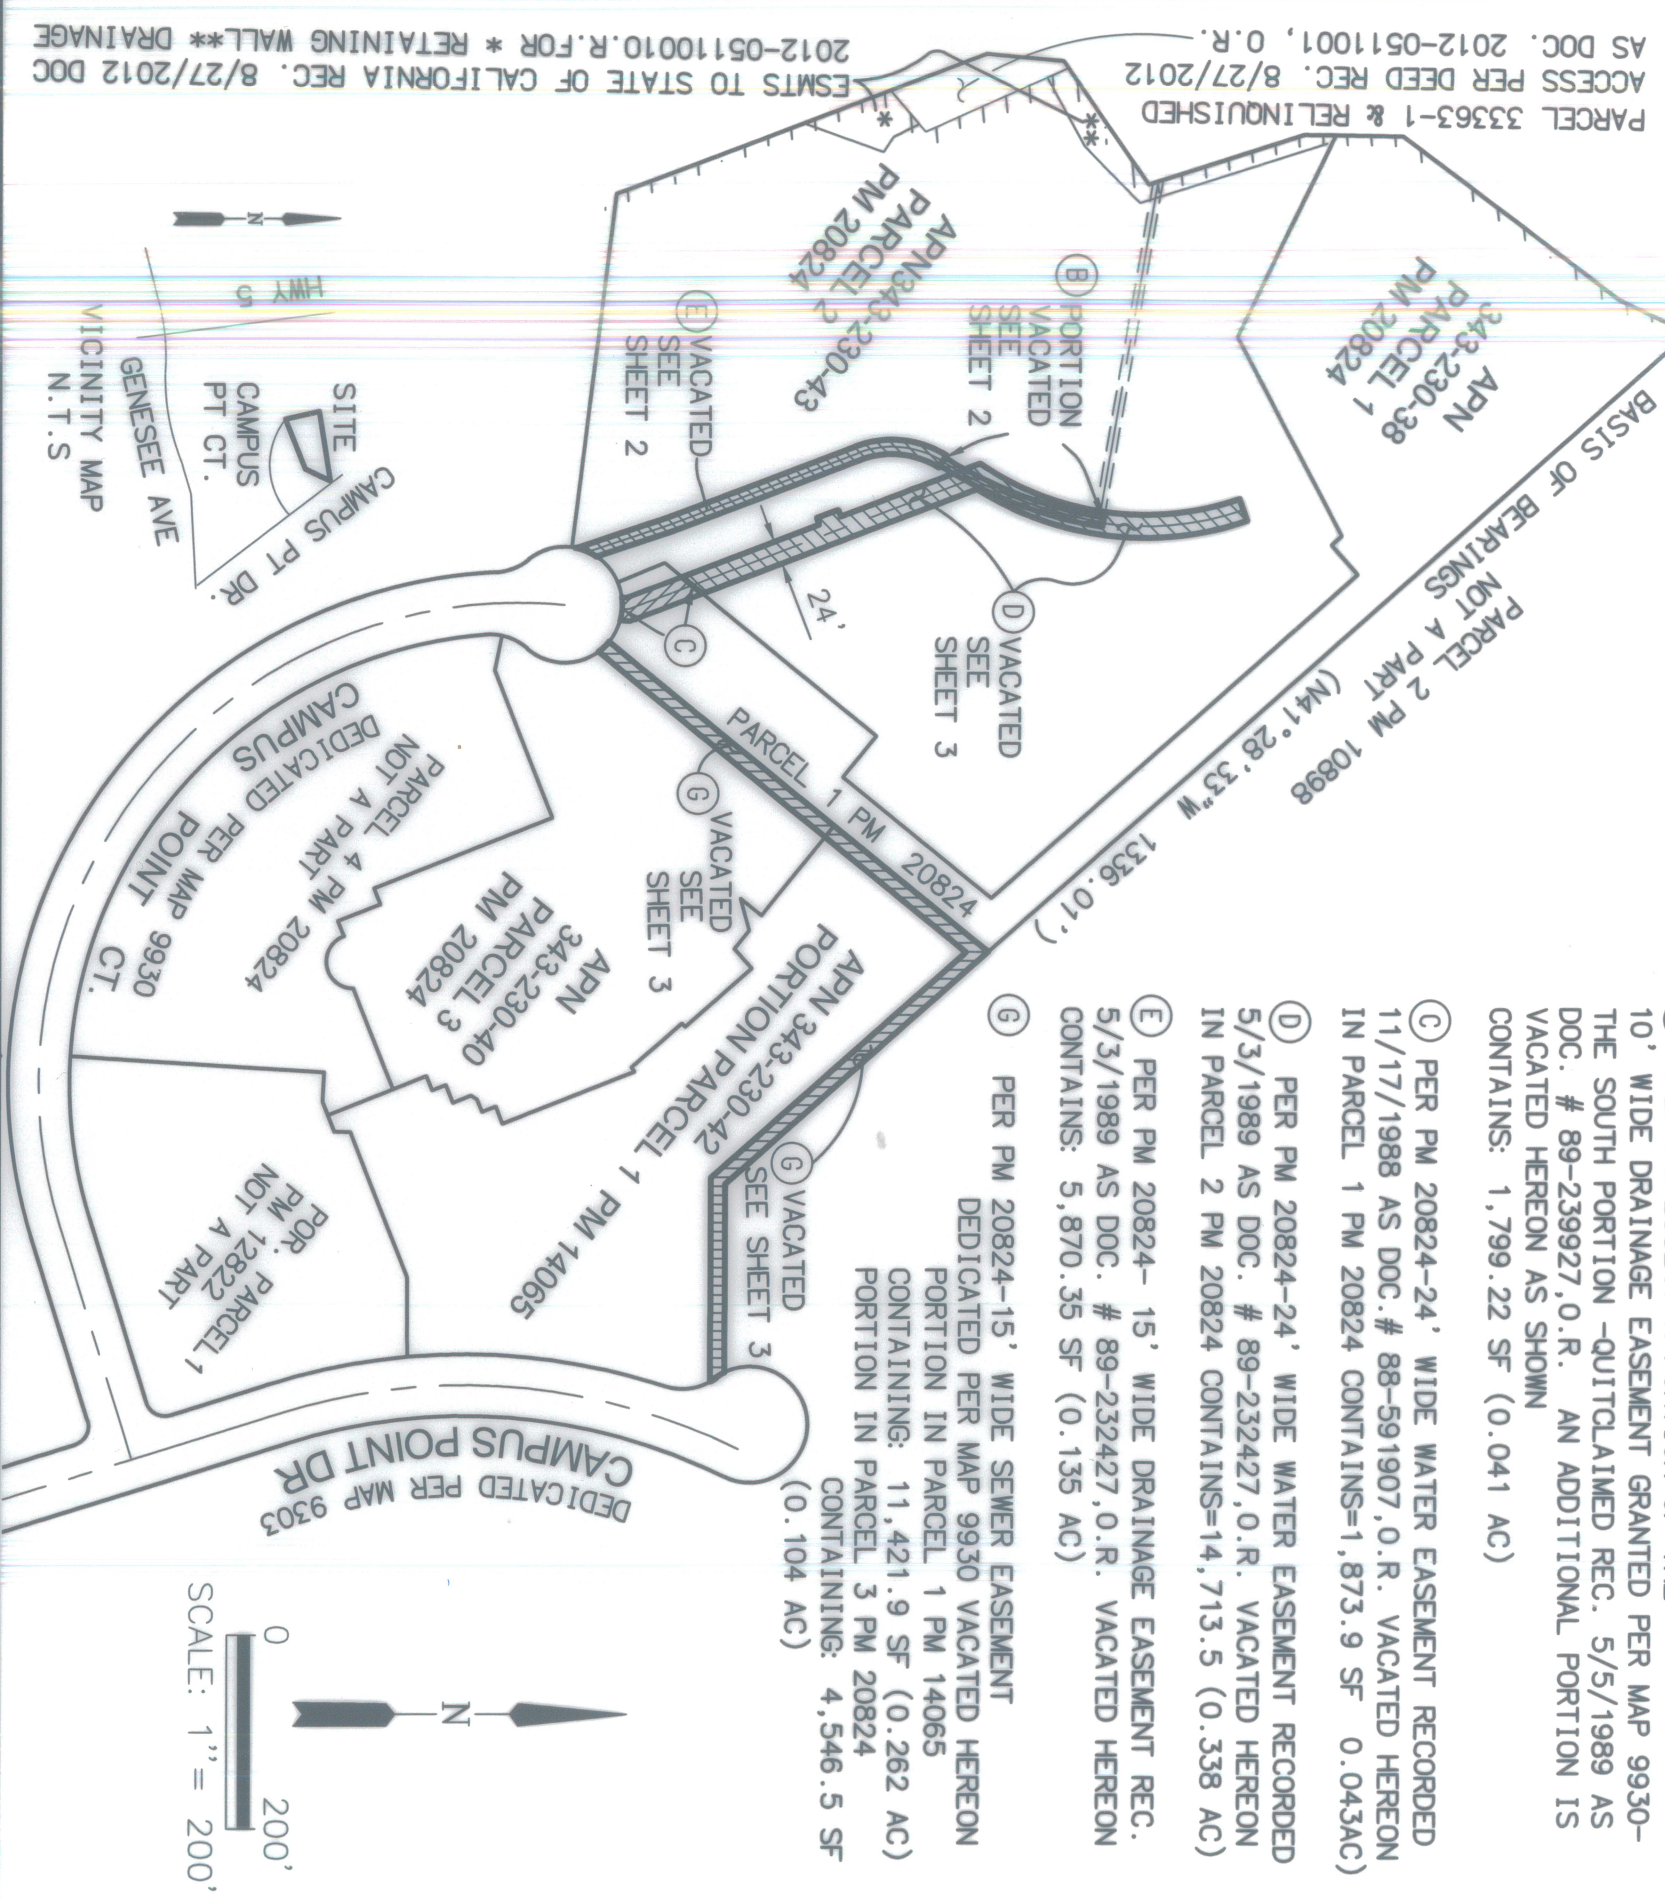 10' WIDE DRAINAGE EASEMENT GRANTED PER MAP 9930-
THE SOUTH PORTION -QUITCLAIMED REC. 5/5/1989 AS
DOC. # 89-239927,O.R. AN ADDITIONAL PORTION IS
VACATED HEREON AS SHOWN
CONTAINS: 1,799.22 SF (0.041 AC)
C PER PM 20824-24' WIDE WATER EASEMENT RECORDED
11/17/1988 AS DOC.# 88-591907,O.R. VACATED HEREON
IN PARCEL 1 PM 20824 CONTAINS=1,873.9 SF 0.043AC)
D PER PM 20824-24' WIDE WATER EASEMENT RECORDED
5/3/1989 AS DOC. # 89-232427,O.R. VACATED HEREON
IN PARCEL 2 PM 20824 CONTAINS=14,713.5 (0.338 AC)
E PER PM 20824- 15' WIDE DRAINAGE EASEMENT REC.
5/3/1989 AS DOC. # 89-232427,O.R. VACATED HEREON
CONTAINS: 5,870.35 SF (0.135 AC)
G PER PM 20824-15' WIDE SEWER EASEMENT
DEDICATED PER MAP 9930 VACATED HEREON
PORTION IN PARCEL 1 PM 14065
CONTAINING: 11,421.9 SF (0.262 AC)
PORTION IN PARCEL 3 PM 20824
CONTAINING: 4,546.5 SF
(0.104 AC)
PARCEL 33363-1 & RELINQUISHED
ACCESS PER DEED REC. 8/27/2012
AS DOC. 2012-0511001, O.R.
ESMTS TO STATE OF CALIFORNIA REC. 8/27/2012 DOC
2012-05110010.R.FOR * RETAINING WALL** DRAINAGE
*
**
APN
343-230-38
PARCEL 1
PM 20824
BASIS OF BEARINGS
(N41°28'33"W 1336.01')
PARCEL 2 PM 10898
NOT A PART
APN343-230-43
PARCEL 2
PM 20824
B PORTION
VACATED
SEE
SHEET 2
E VACATED
SEE
SHEET 2
D VACATED
SEE
SHEET 3
24'
C
PARCEL 1 PM 20824
G VACATED
SEE
SHEET 3
G VACATED
SEE SHEET 3
APN 343-230-42
PORTION PARCEL 1 PM 14065
APN
343-230-40
PARCEL 3
PM 20824
PARCEL 4 PM 20824
NOT A PART
DEDICATED PER MAP 9930
CAMPUS POINT CT.
POR. PARCEL 1
PM 12822
NOT A PART
CAMPUS POINT DR
DEDICATED PER MAP 9303
N
HWY 5
GENESEE AVE
SITE
CAMPUS
PT CT.
CAMPUS PT DR.
VICINITY MAP
N.T.S
N
0 200'
SCALE: 1"= 200'